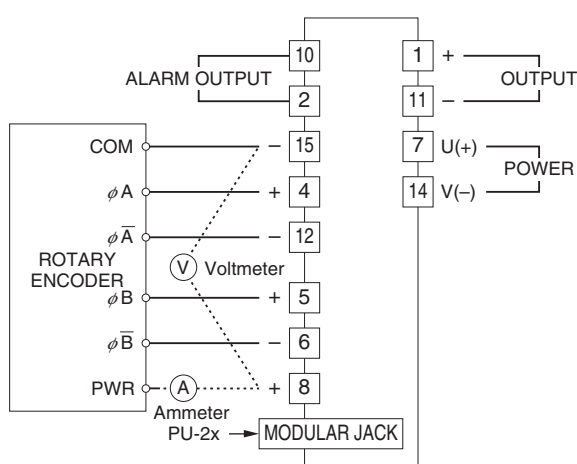 10 1 +
ALARM OUTPUT OUTPUT
2 11 –
COM – 15 7 U(+)
POWER
φA + 4 14 V(–)
φA̅ – 12
ROTARY
ENCODER
V Voltmeter
φB + 5
φB̅ – 6
PWR A + 8
Ammeter
PU-2x MODULAR JACK